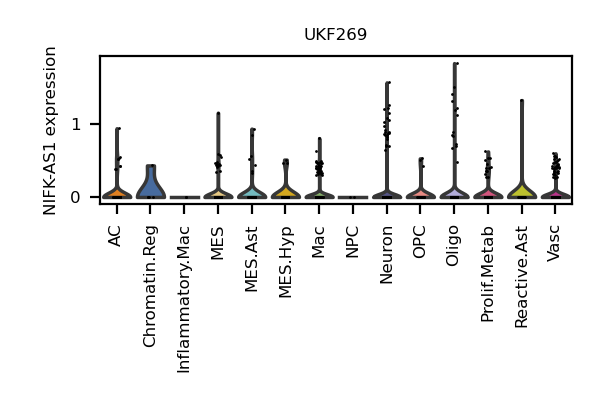 UKF269
NIFK-AS1 expression
1
0
AC
Chromatin.Reg
Inflammatory.Mac
MES
MES.Ast
MES.Hyp
Mac
NPC
Neuron
OPC
Oligo
Prolif.Metab
Reactive.Ast
Vasc